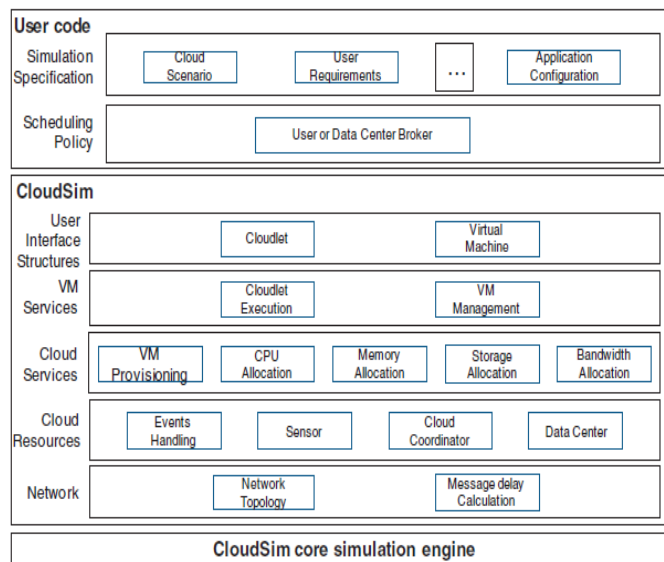 User code
Simulation
Specification
Cloud
Scenario
User
Requirements
...
Application
Configuration
Scheduling
Policy
User or Data Center Broker
CloudSim
User
Interface
Structures
Cloudlet
Virtual
Machine
VM
Services
Cloudlet
Execution
VM
Management
Cloud
Services
VM
Provisioning
CPU
Allocation
Memory
Allocation
Storage
Allocation
Bandwidth
Allocation
Cloud
Resources
Events
Handling
Sensor
Cloud
Coordinator
Data Center
Network
Network
Topology
Message delay
Calculation
CloudSim core simulation engine